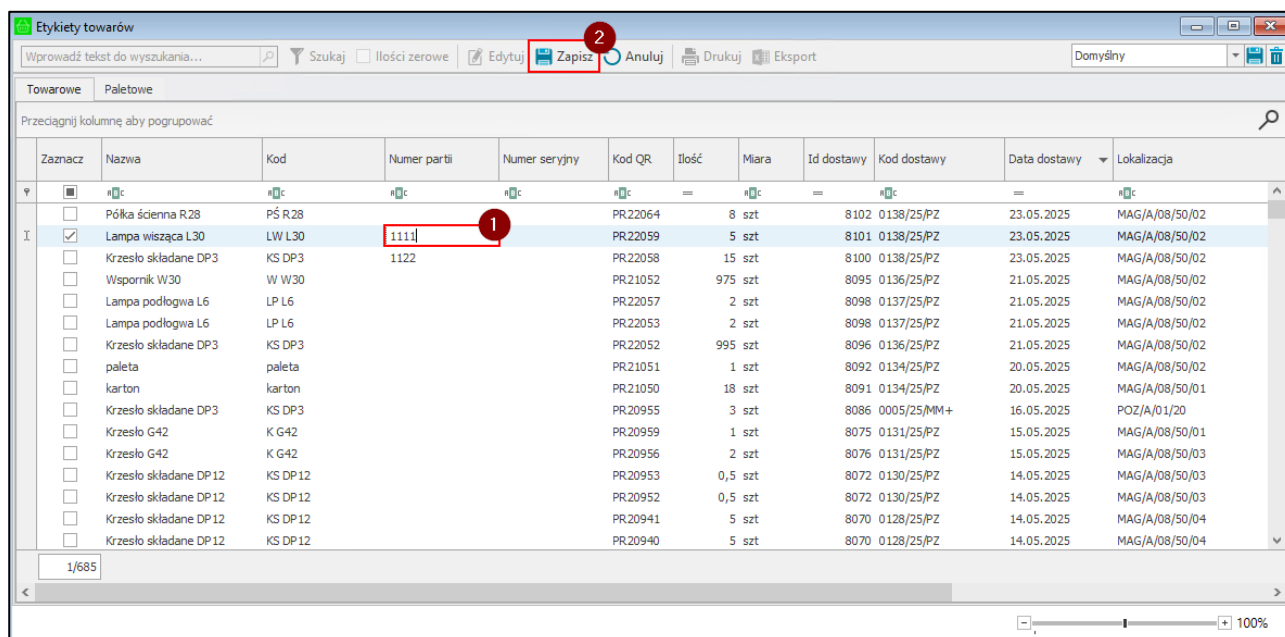 Etykiety towarów
2
Wprowadź tekst do wyszukania... Szukaj Ilości zerowe Edytuj Zapisz Anuluj Drukuj Eksport Domyślny
Towarowe Paletowe
Przeciągnij kolumnę aby pogrupować
Zaznacz Nazwa Kod Numer partii Numer seryjny Kod QR Ilość Miara Id dostawy Kod dostawy Data dostawy Lokalizacja
= = =
Półka ścienna R28 PŚ R28 PR22064 8 szt 8102 0138/25/PZ 23.05.2025 MAG/A/08/50/02
1
Lampa wisząca L30 LW L30 1111 PR22059 5 szt 8101 0138/25/PZ 23.05.2025 MAG/A/08/50/02
Krzesło składane DP3 KS DP3 1122 PR22058 15 szt 8100 0138/25/PZ 23.05.2025 MAG/A/08/50/02
Wspornik W30 W W30 PR21052 975 szt 8095 0136/25/PZ 21.05.2025 MAG/A/08/50/02
Lampa podłogwa L6 LP L6 PR22057 2 szt 8098 0137/25/PZ 21.05.2025 MAG/A/08/50/02
Lampa podłogwa L6 LP L6 PR22053 2 szt 8098 0137/25/PZ 21.05.2025 MAG/A/08/50/02
Krzesło składane DP3 KS DP3 PR22052 995 szt 8096 0136/25/PZ 21.05.2025 MAG/A/08/50/02
paleta paleta PR21051 1 szt 8092 0134/25/PZ 20.05.2025 MAG/A/08/50/02
karton karton PR21050 18 szt 8091 0134/25/PZ 20.05.2025 MAG/A/08/50/01
Krzesło składane DP3 KS DP3 PR20955 3 szt 8086 0005/25/MM+ 16.05.2025 POZ/A/01/20
Krzesło G42 K G42 PR20959 1 szt 8075 0131/25/PZ 15.05.2025 MAG/A/08/50/01
Krzesło G42 K G42 PR20956 2 szt 8076 0131/25/PZ 15.05.2025 MAG/A/08/50/03
Krzesło składane DP12 KS DP12 PR20953 0,5 szt 8072 0130/25/PZ 14.05.2025 MAG/A/08/50/03
Krzesło składane DP12 KS DP12 PR20952 0,5 szt 8072 0130/25/PZ 14.05.2025 MAG/A/08/50/03
Krzesło składane DP12 KS DP12 PR20941 5 szt 8070 0128/25/PZ 14.05.2025 MAG/A/08/50/04
Krzesło składane DP12 KS DP12 PR20940 5 szt 8070 0128/25/PZ 14.05.2025 MAG/A/08/50/04
1/685
100%